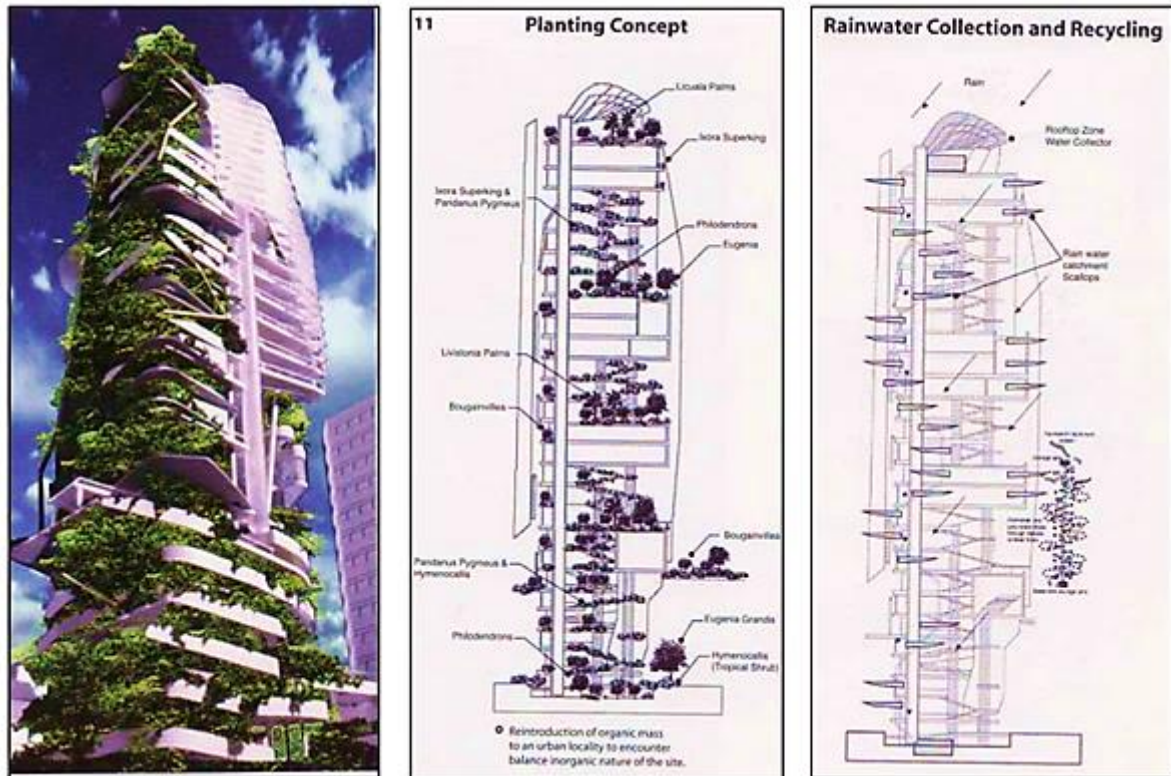 11
Planting Concept
Licuala Palms
Ixora Superking
Ixora Superking &
Pandanus Pygmeus
Philodendrons
Eugenia
Livistonia Palms
Bougainvillea
Bougainvillea
Pandanus Pygmeus &
Hymenocallis
Eugenia Grandis
Philodendrons
Hymenocallis
(Tropical Shrub)
Reintroduction of organic mass
to an urban locality to encounter
balance inorganic nature of the site.
Rainwater Collection and Recycling
Rain
Rooftop Zone
Water Collector
Rain water
catchment
Scallops